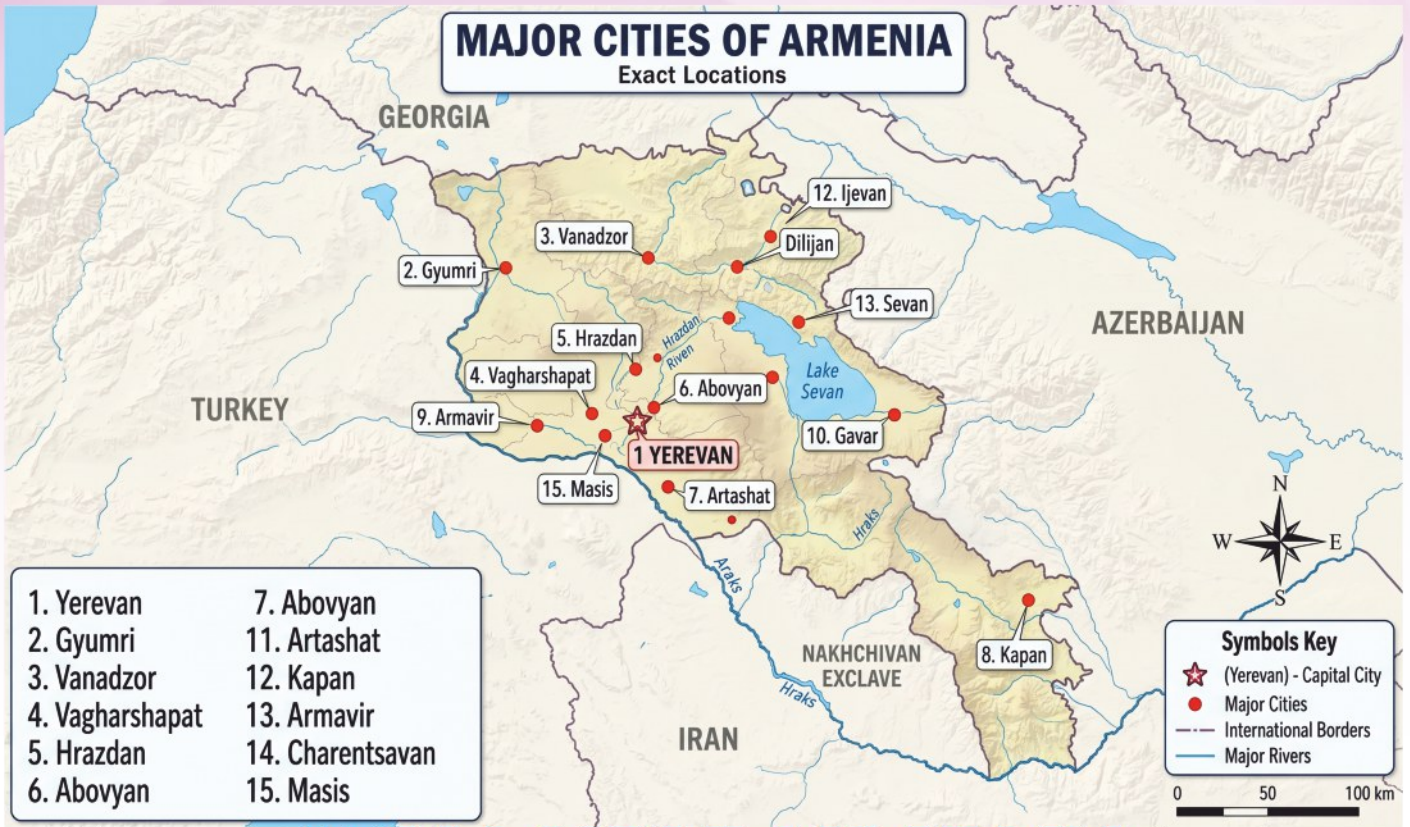 MAJOR CITIES OF ARMENIA
Exact Locations
GEORGIA
12. Ijevan
3. Vanadzor
Dilijan
2. Gyumri
13. Sevan
AZERBAIJAN
5. Hrazdan
Hrazdan
Riven
4. Vagharshapat
Lake
Sevan
6. Abovyan
TURKEY
9. Armavir
10. Gavar
1 YEREVAN
15. Masis
7. Artashat
Hraks
N
W
E
S
Araks
8. Kapan
NAKHCHIVAN
EXCLAVE
Hraks
IRAN
1. Yerevan
2. Gyumri
3. Vanadzor
4. Vagharshapat
5. Hrazdan
6. Abovyan
7. Abovyan
11. Artashat
12. Kapan
13. Armavir
14. Charentsavan
15. Masis
Symbols Key
(Yerevan) - Capital City
Major Cities
International Borders
Major Rivers
0 50 100 km